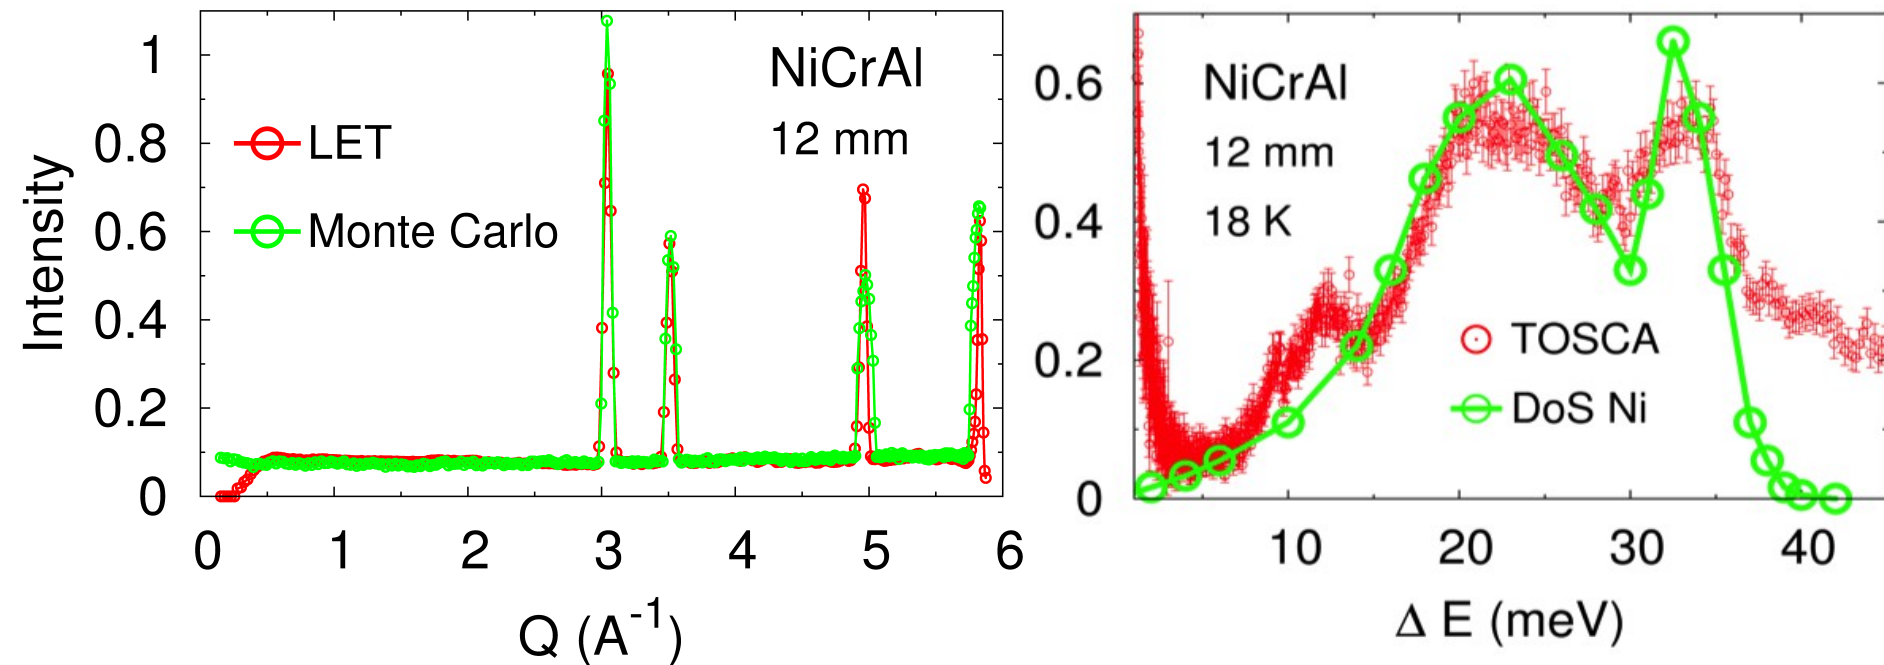 Intensity
1
0.8
0.6
0.4
0.2
0
0 1 2 3 4 5 6
Q (A⁻¹)
LET
Monte Carlo
NiCrAl
12 mm
0.6
0.4
0.2
0
10 20 30 40
Δ E (meV)
NiCrAl
12 mm
18 K
TOSCA
DoS Ni